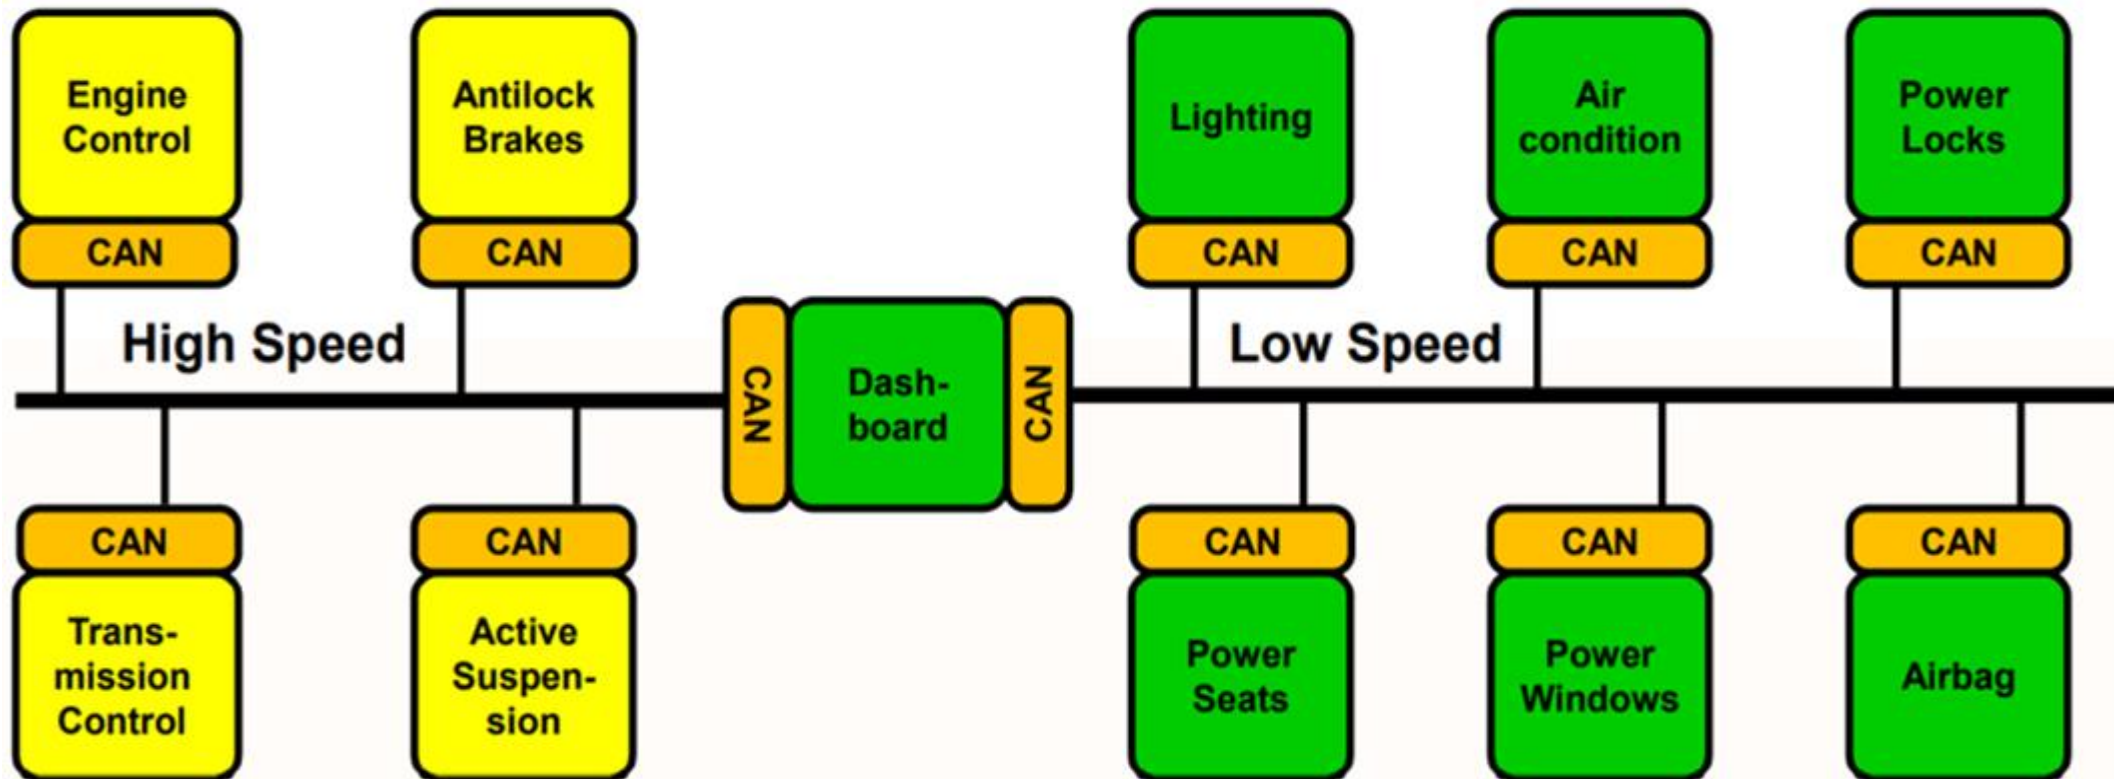 Engine
Control
CAN
Antilock
Brakes
CAN
Lighting
CAN
Air
condition
CAN
Power
Locks
CAN
High Speed
CAN
Dash-
board
CAN
Low Speed
CAN
Trans-
mission
Control
CAN
Active
Suspen-
sion
CAN
Power
Seats
CAN
Power
Windows
CAN
Airbag